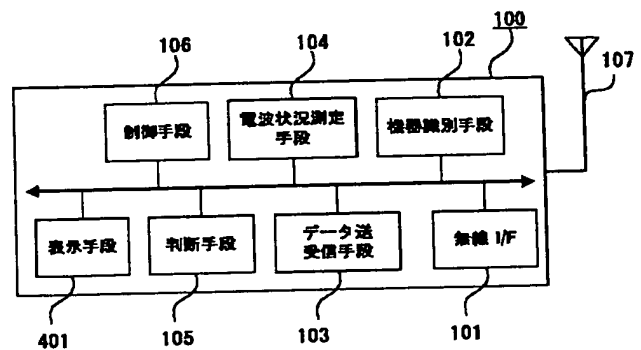 106
104
100
102
107
制御手段
電波状況測定
手段
機器識別手段
表示手段
判断手段
データ送
受信手段
無線 I/F
401
105
103
101